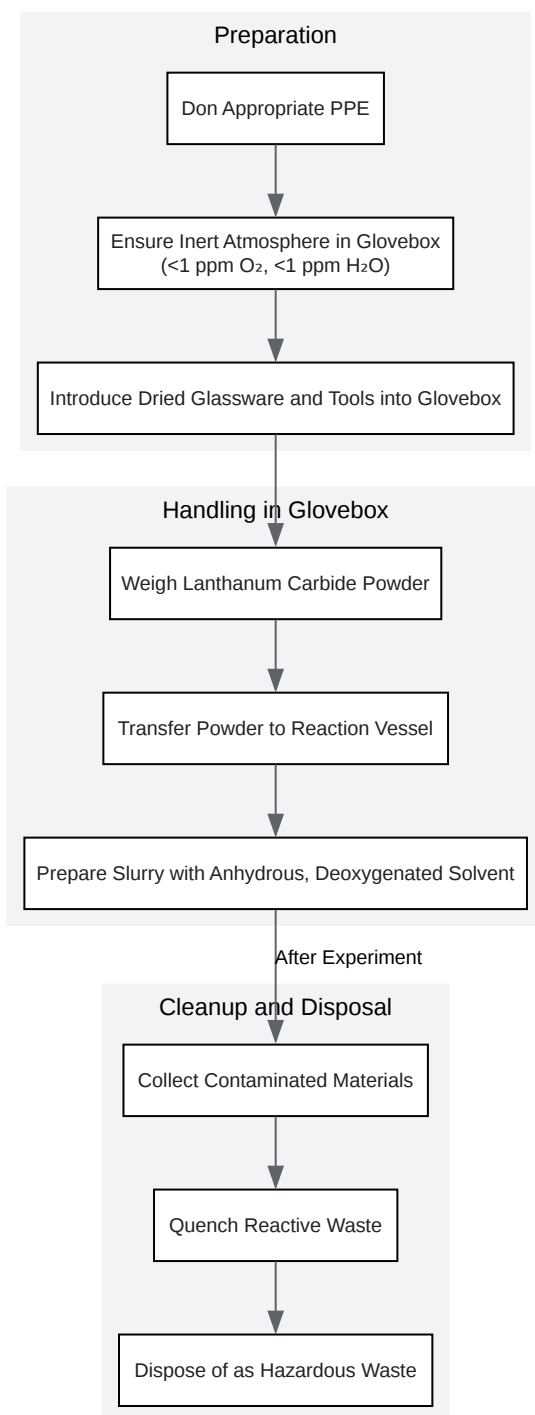 Preparation
Don Appropriate PPE
Ensure Inert Atmosphere in Glovebox
(<1 ppm O₂, <1 ppm H₂O)
Introduce Dried Glassware and Tools into Glovebox
Handling in Glovebox
Weigh Lanthanum Carbide Powder
Transfer Powder to Reaction Vessel
Prepare Slurry with Anhydrous, Deoxygenated Solvent
After Experiment
Cleanup and Disposal
Collect Contaminated Materials
Quench Reactive Waste
Dispose of as Hazardous Waste